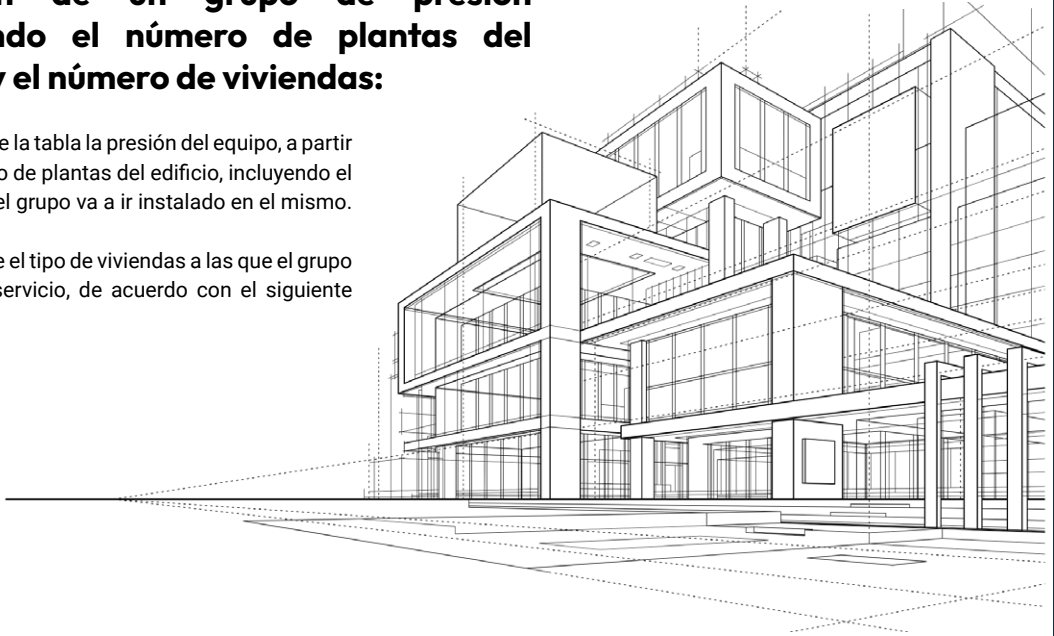 de un grupo de presión
el número de plantas del
y el número de viviendas:
la tabla la presión del equipo, a partir
de plantas del edificio, incluyendo el
grupo va a ir instalado en el mismo.
el tipo de viviendas a las que el grupo
servicio, de acuerdo con el siguiente